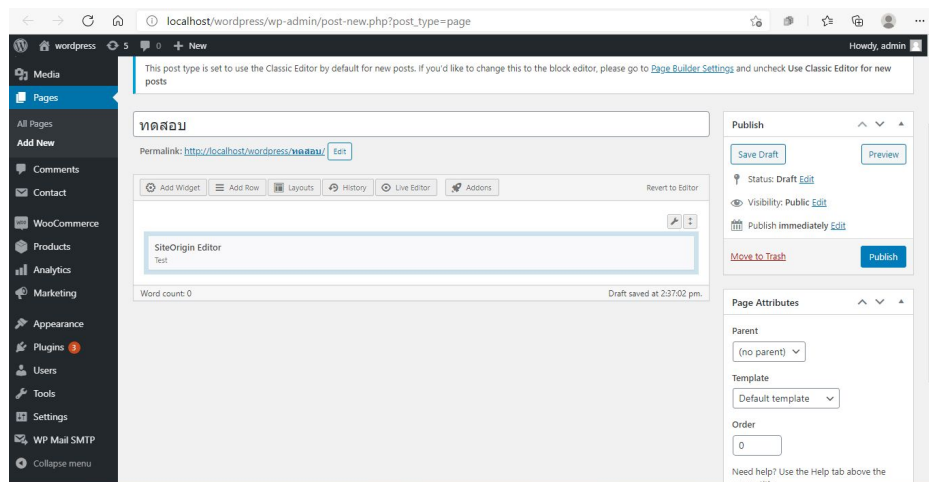 localhost/wordpress/wp-admin/post-new.php?post_type=page
wordpress 5 0 + New Howdy, admin
Media
Pages
All Pages
Add New
Comments
Contact
WooCommerce
Products
Analytics
Marketing
Appearance
Plugins 3
Users
Tools
Settings
WP Mail SMTP
Collapse menu
This post type is set to use the Classic Editor by default for new posts. If you'd like to change this to the block editor, please go to Page Builder Settings and uncheck Use Classic Editor for new
posts
ทดสอบ
Permalink: http://localhost/wordpress/ทดสอบ/ Edit
Add Widget Add Row Layouts History Live Editor Addons Revert to Editor
SiteOrigin Editor
Test
Word count: 0 Draft saved at 2:37:02 pm.
Publish
Save Draft Preview
Status: Draft Edit
Visibility: Public Edit
Publish immediately Edit
Move to Trash Publish
Page Attributes
Parent
(no parent)
Template
Default template
Order
0
Need help? Use the Help tab above the